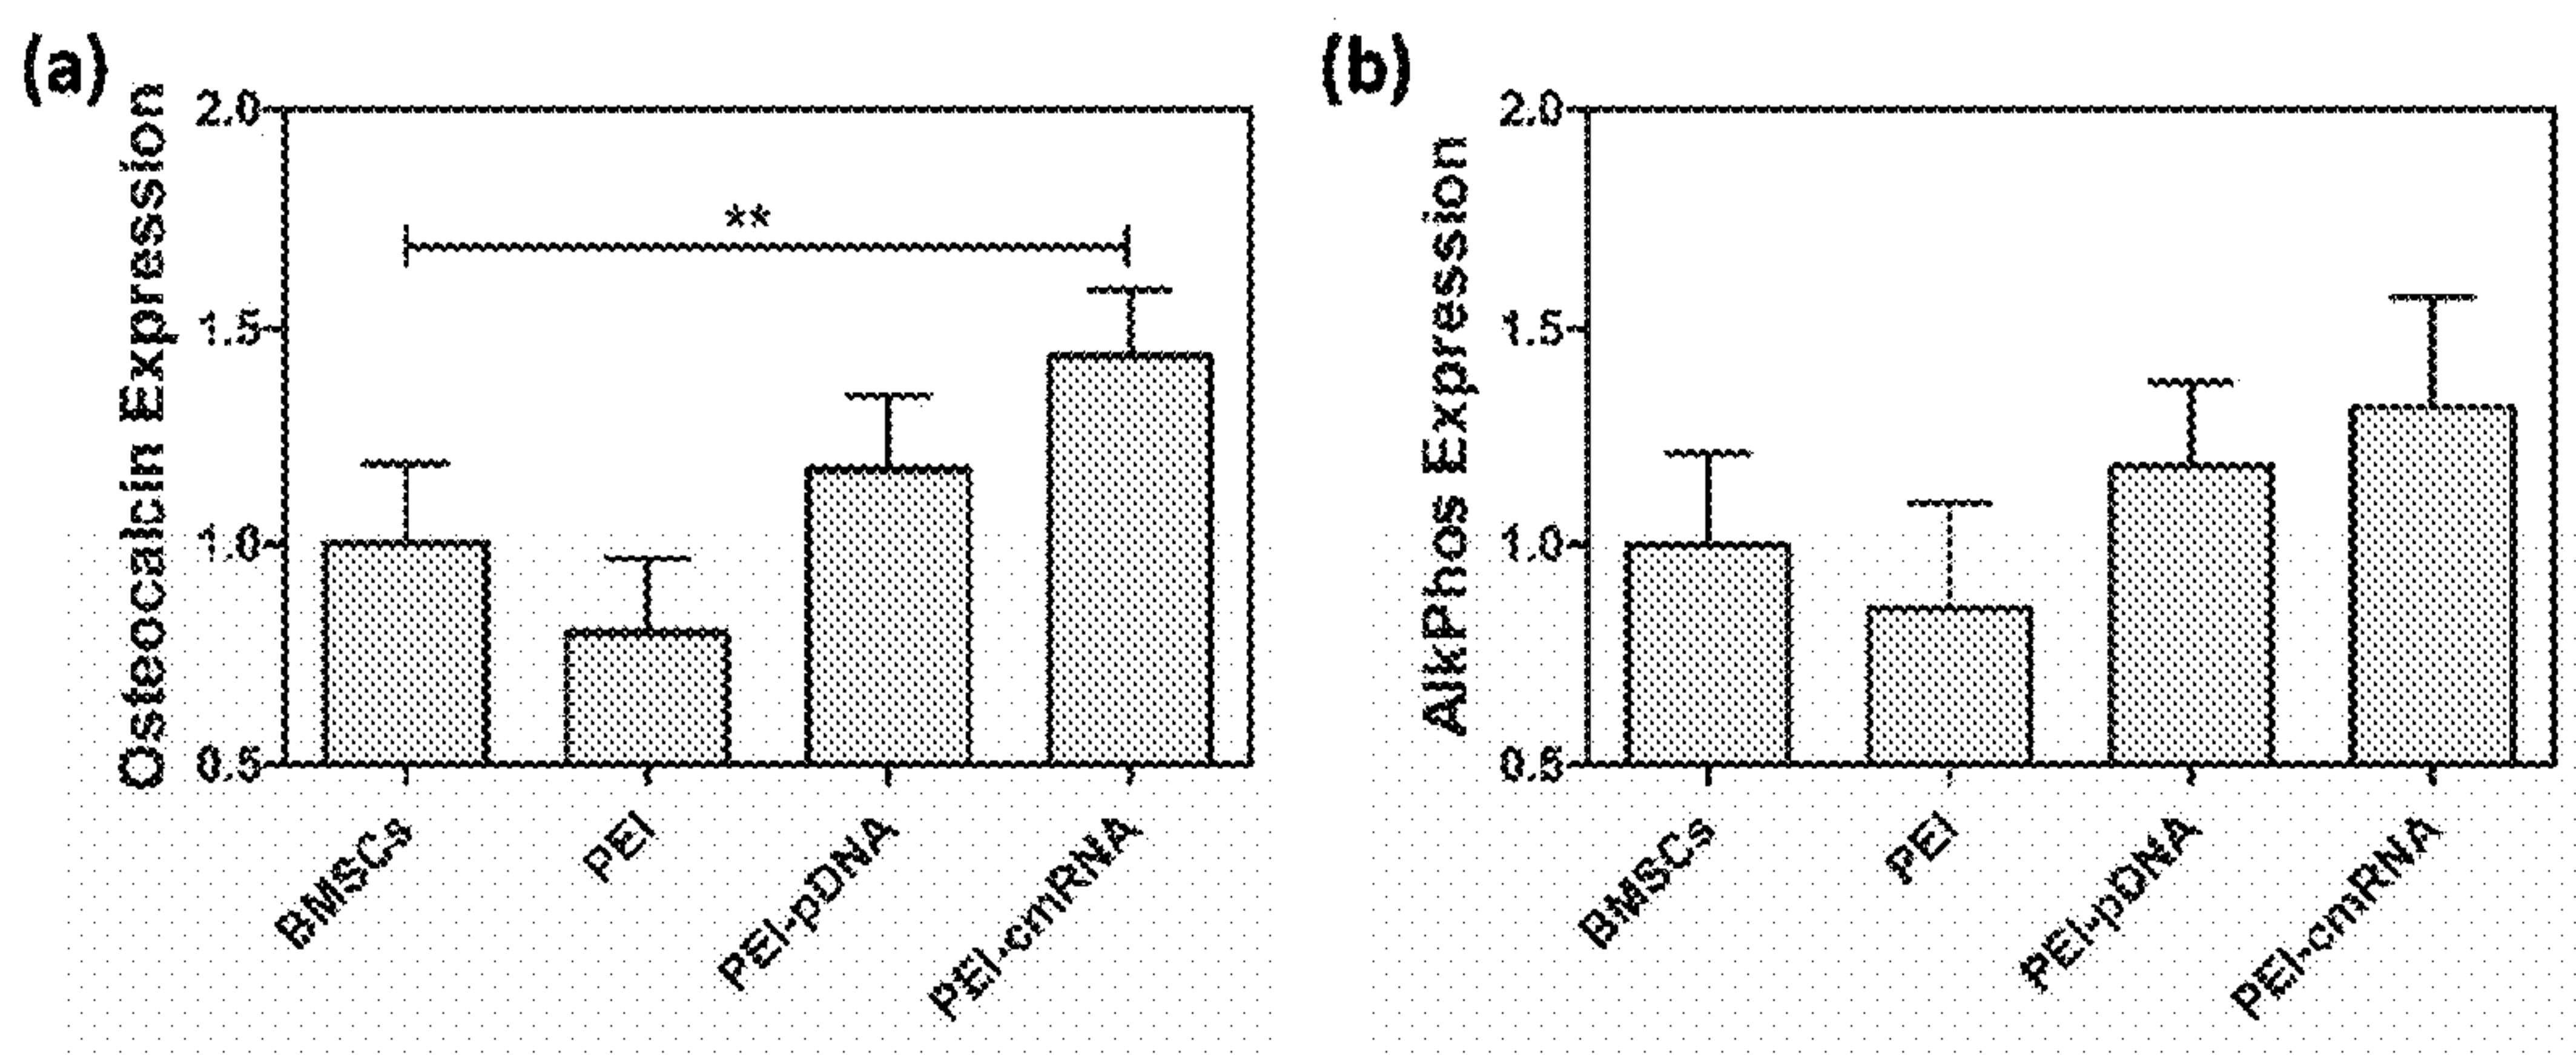 (a)
Osteocalcin Expression
2.0
1.5
1.0
0.5
**
BMSCs
PEI
PEI-pDNA
PEI-cmRNA
(b)
AlkPhos Expression
2.0
1.5
1.0
0.5
BMSCs
PEI
PEI-pDNA
PEI-cmRNA